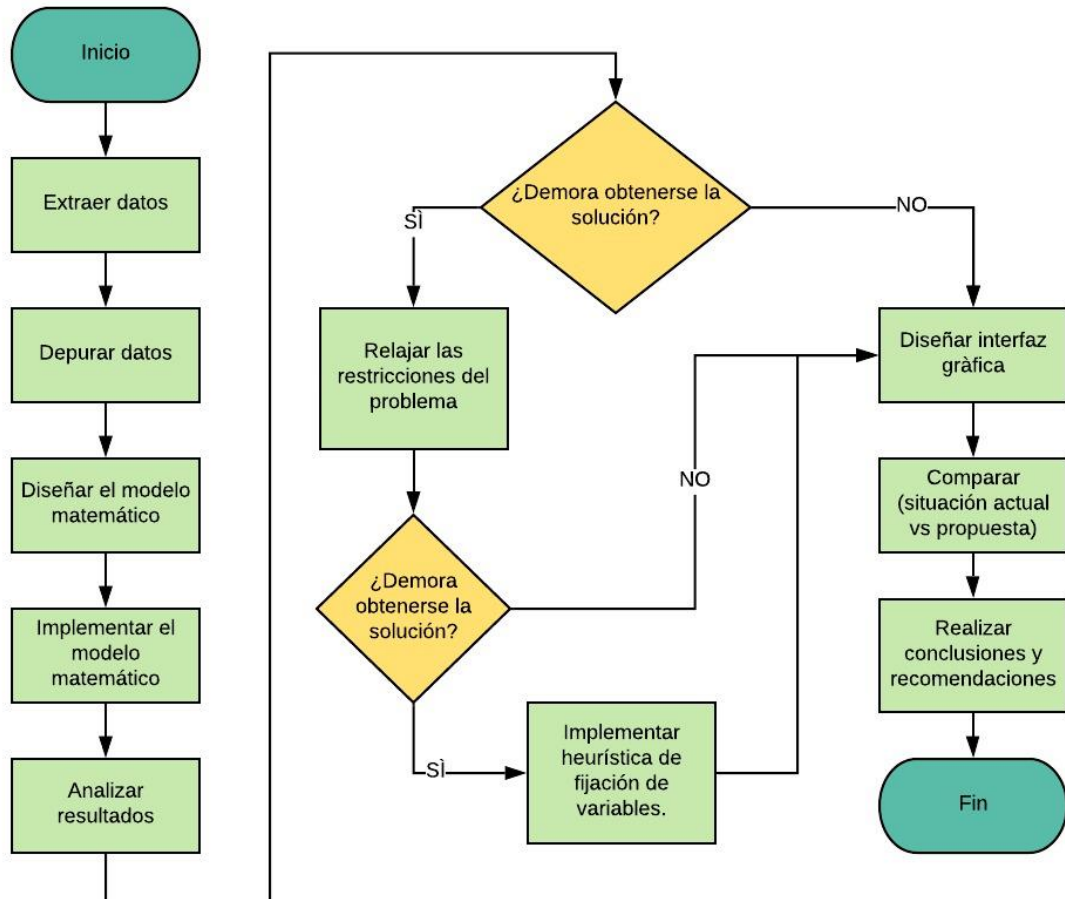 Inicio
Extraer datos
Depurar datos
Diseñar el modelo
matemático
Implementar el
modelo
matemático
Analizar
resultados
¿Demora obtenerse la
solución?
SÌ
NO
Relajar las
restricciones del
problema
¿Demora
obtenerse la
solución?
NO
SÌ
Implementar
heurística de
fijación de
variables.
Diseñar interfaz
gràfica
Comparar
(situación actual
vs propuesta)
Realizar
conclusiones y
recomendaciones
Fin